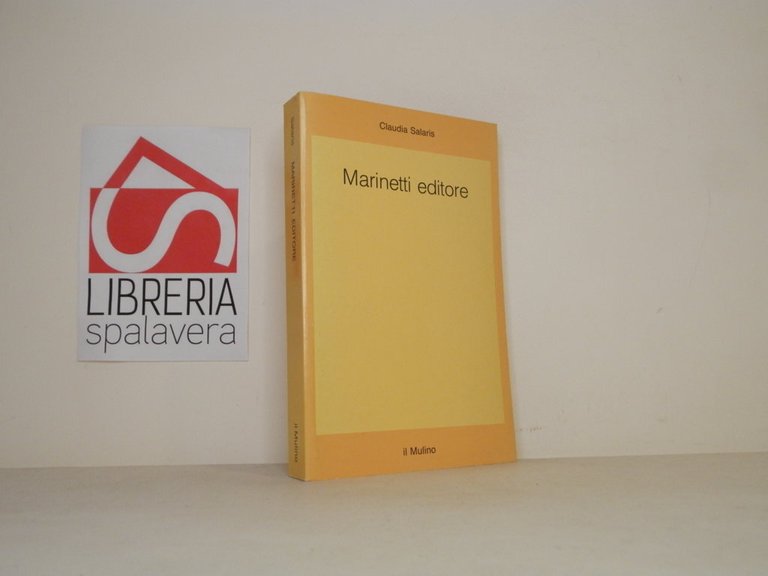 LIBRERIA
spalavera
Salaris
MARINETTI EDITORE
il Mulino
Claudia Salaris
Marinetti editore
il Mulino